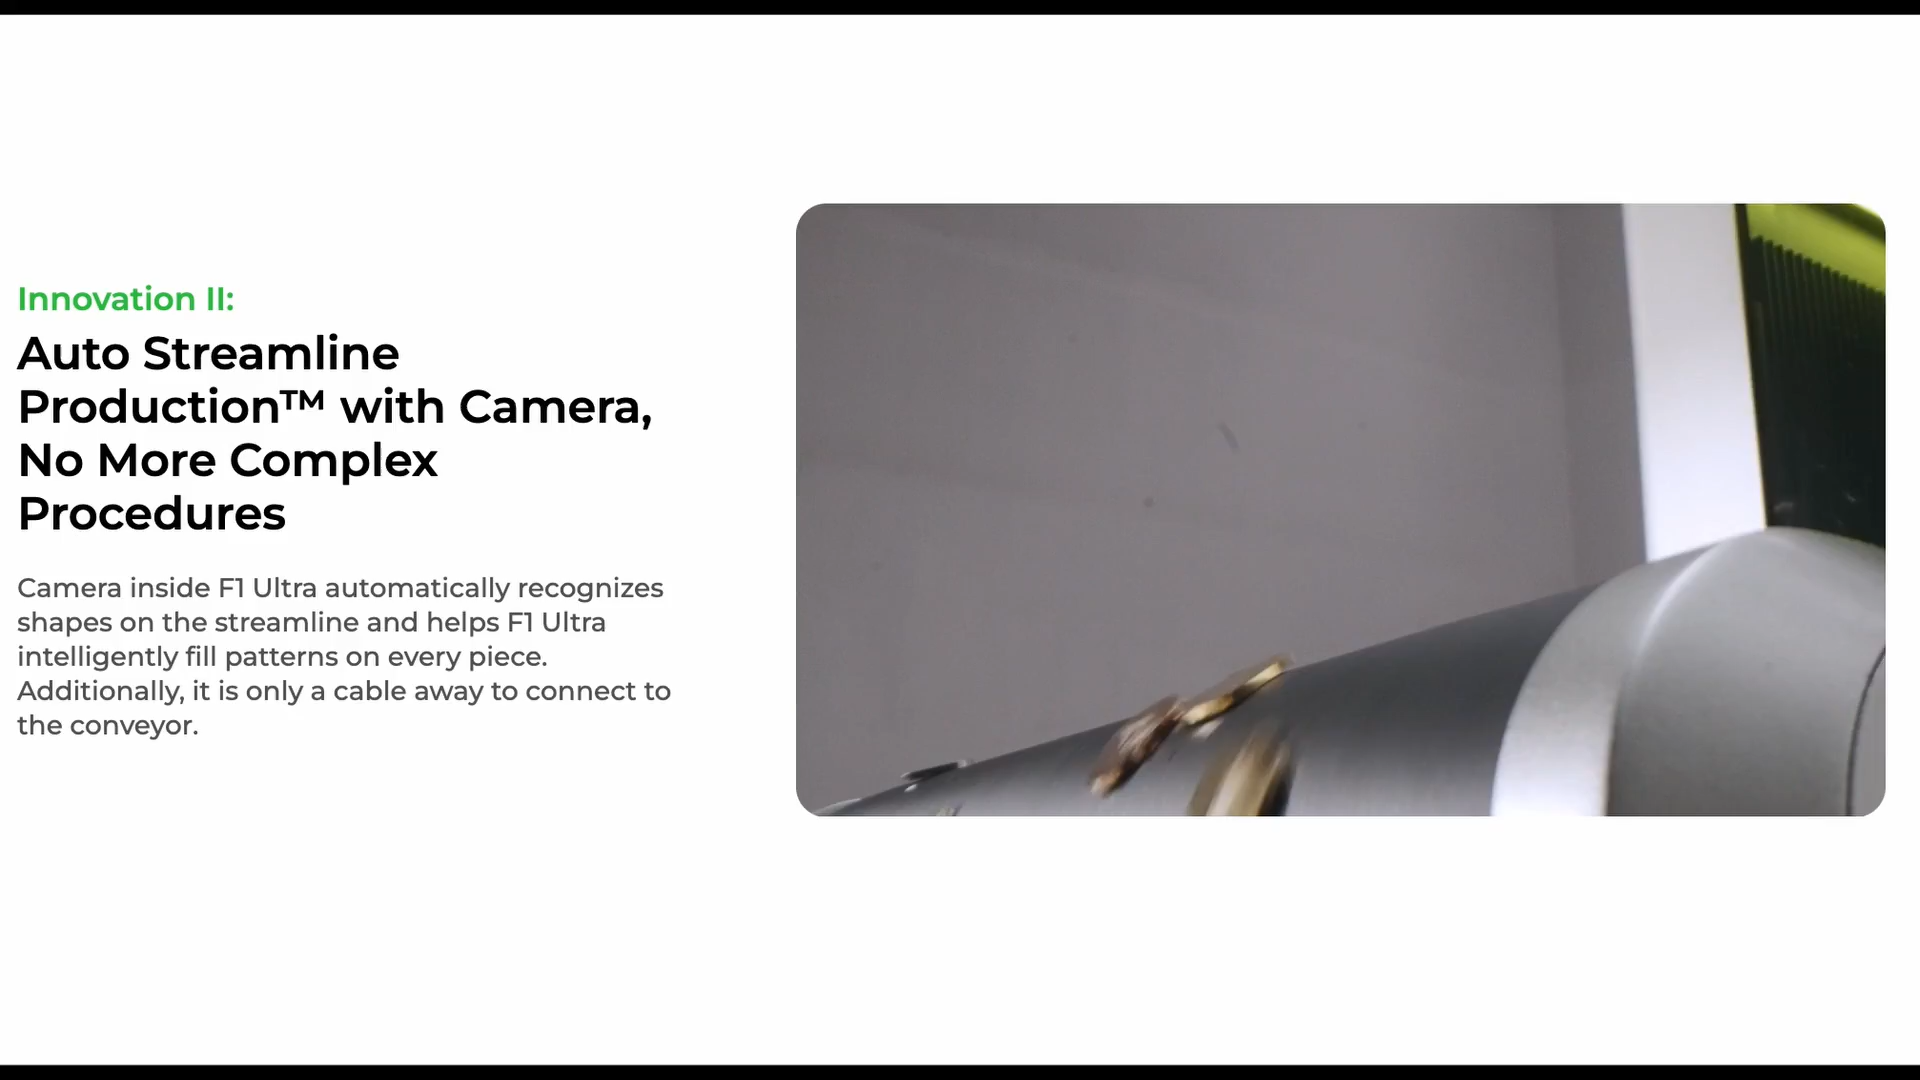 Innovation II:
Auto Streamline
Production™ with Camera,
No More Complex
Procedures
Camera inside F1 Ultra automatically recognizes
shapes on the streamline and helps F1 Ultra
intelligently fill patterns on every piece.
Additionally, it is only a cable away to connect to
the conveyor.